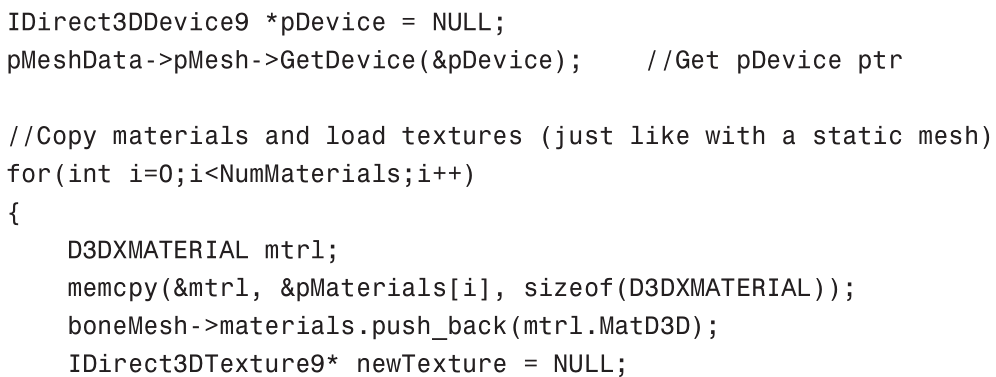 IDirect3DDevice9 *pDevice = NULL;
pMeshData->pMesh->GetDevice(&pDevice);    //Get pDevice ptr

//Copy materials and load textures (just like with a static mesh)
for(int i=0;i<NumMaterials;i++)
{
    D3DXMATERIAL mtrl;
    memcpy(&mtrl, &pMaterials[i], sizeof(D3DXMATERIAL));
    boneMesh->materials.push_back(mtrl.MatD3D);
    IDirect3DTexture9* newTexture = NULL;